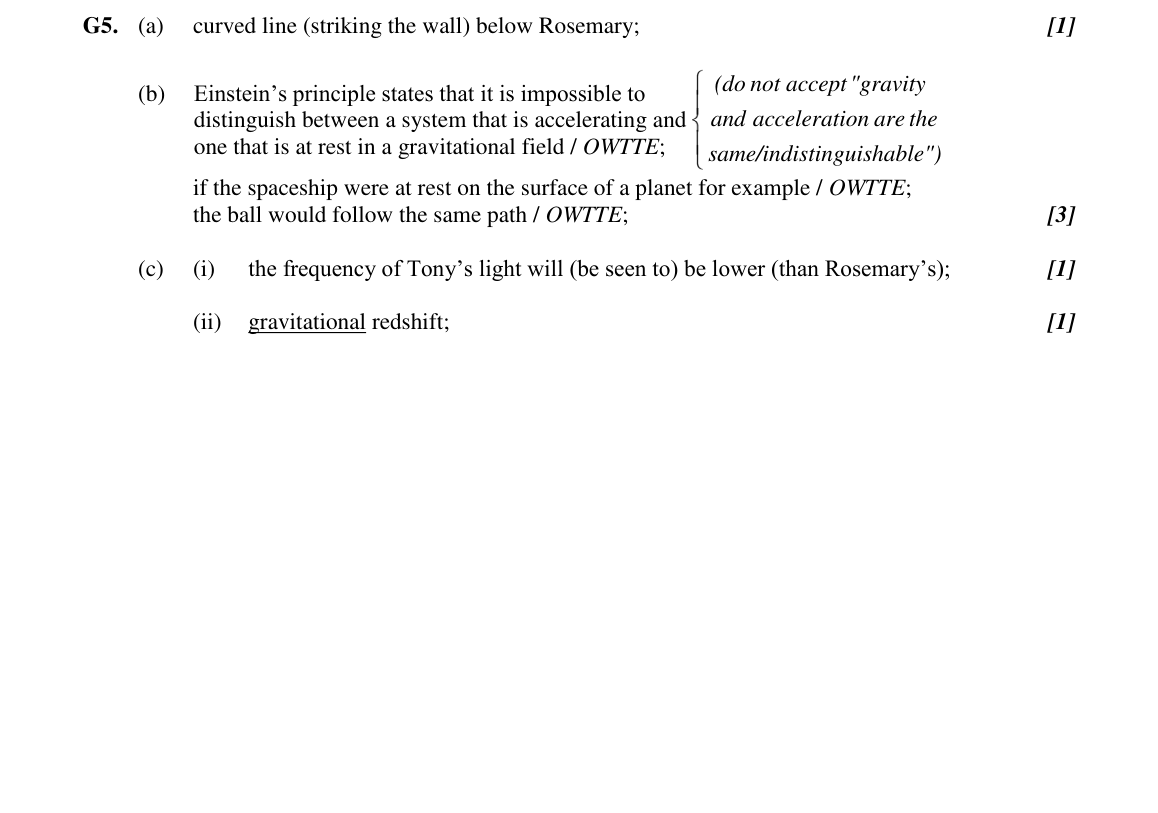 G5. (a) curved line (striking the wall) below Rosemary; [1]
(b) Einstein's principle states that it is impossible to
distinguish between a system that is accelerating and
one that is at rest in a gravitational field / OWTTE;
(do not accept "gravity
and acceleration are the
same/indistinguishable")
if the spaceship were at rest on the surface of a planet for example / OWTTE;
the ball would follow the same path / OWTTE; [3]
(c) (i) the frequency of Tony's light will (be seen to) be lower (than Rosemary's); [1]
(ii) gravitational redshift; [1]